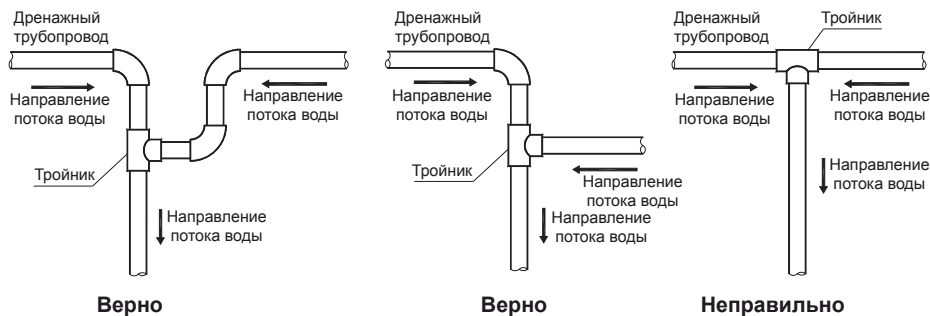 Дренажный
трубопровод
Направление
потока воды
Направление
потока воды
Тройник
Направление
потока воды
Верно
Дренажный
трубопровод
Направление
потока воды
Тройник
Направление
потока воды
Направление
потока воды
Верно
Дренажный
трубопровод
Тройник
Направление
потока воды
Направление
потока воды
Направление
потока воды
Неправильно